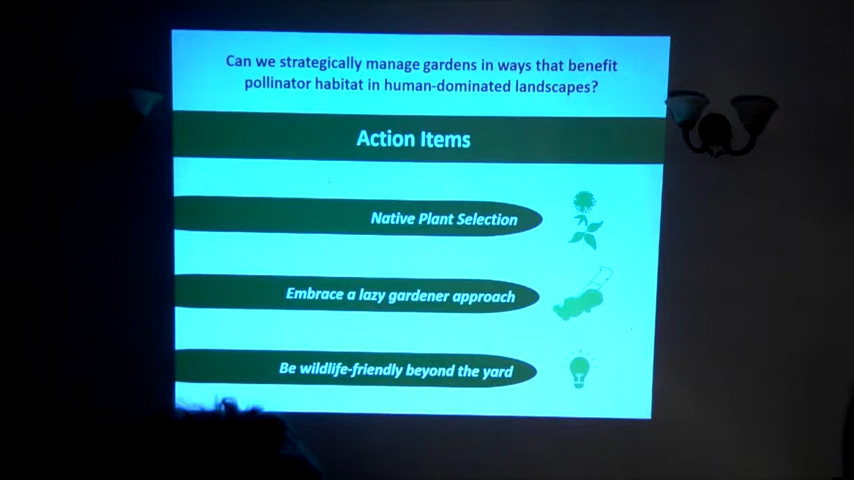 Can we strategically manage gardens in ways that benefit
pollinator habitat in human-dominated landscapes?
Action Items
Native Plant Selection
Embrace a lazy gardener approach
Be wildlife-friendly beyond the yard